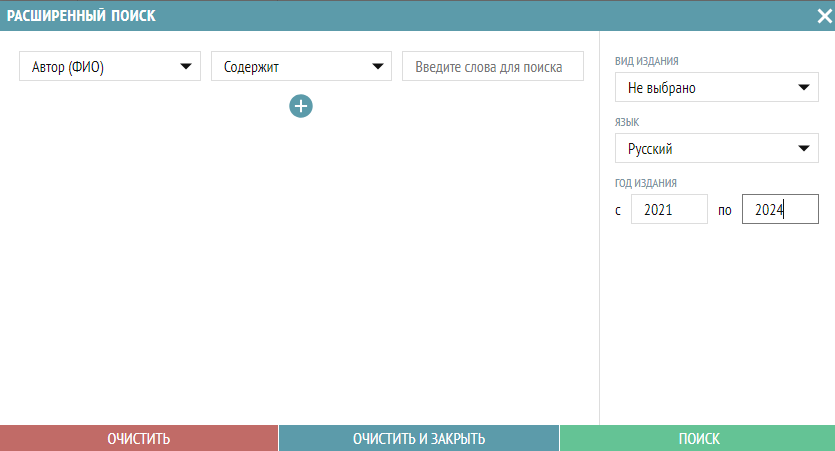 РАСШИРЕННЫЙ ПОИСК
Автор (ФИО) Содержит Введите слова для поиска
ВИД ИЗДАНИЯ
Не выбрано
ЯЗЫК
Русский
ГОД ИЗДАНИЯ
с 2021 по 2024
ОЧИСТИТЬ ОЧИСТИТЬ И ЗАКРЫТЬ ПОИСК